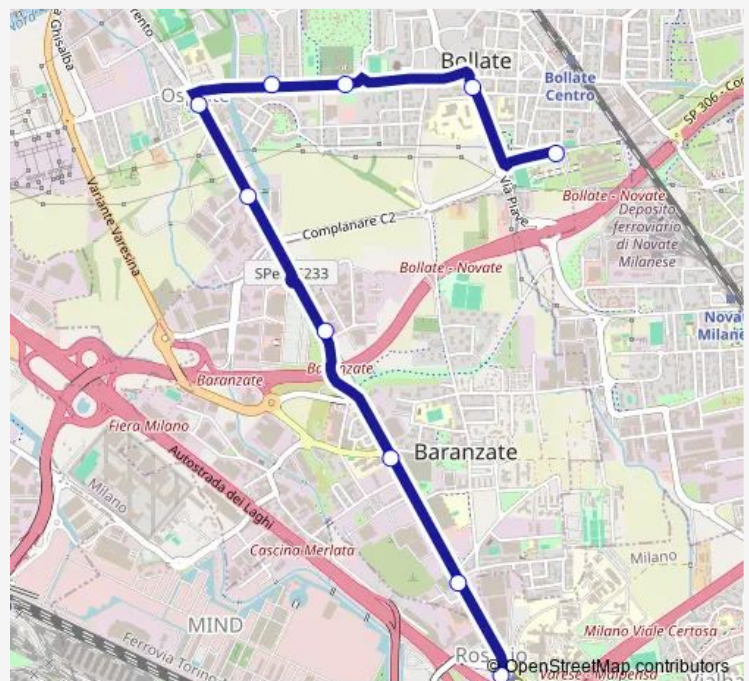 Ghisalba
Bollate
Bollate
Centro
SP 306 - Co
Via Piave
Bollate - Novate
Deposito
ferroviario
di Novate
Milanese
Variante Varesina
Complanare C2
Bollate - Novate
Nova
Milane
Baranzate
Fiera Milano
Baranzate
Autostrada dei Laghi
Milano
Cascina Merlata
Milano
MIND
Milano Viale Certosa
Ferrovia Torino
© OpenStreetMap contributors